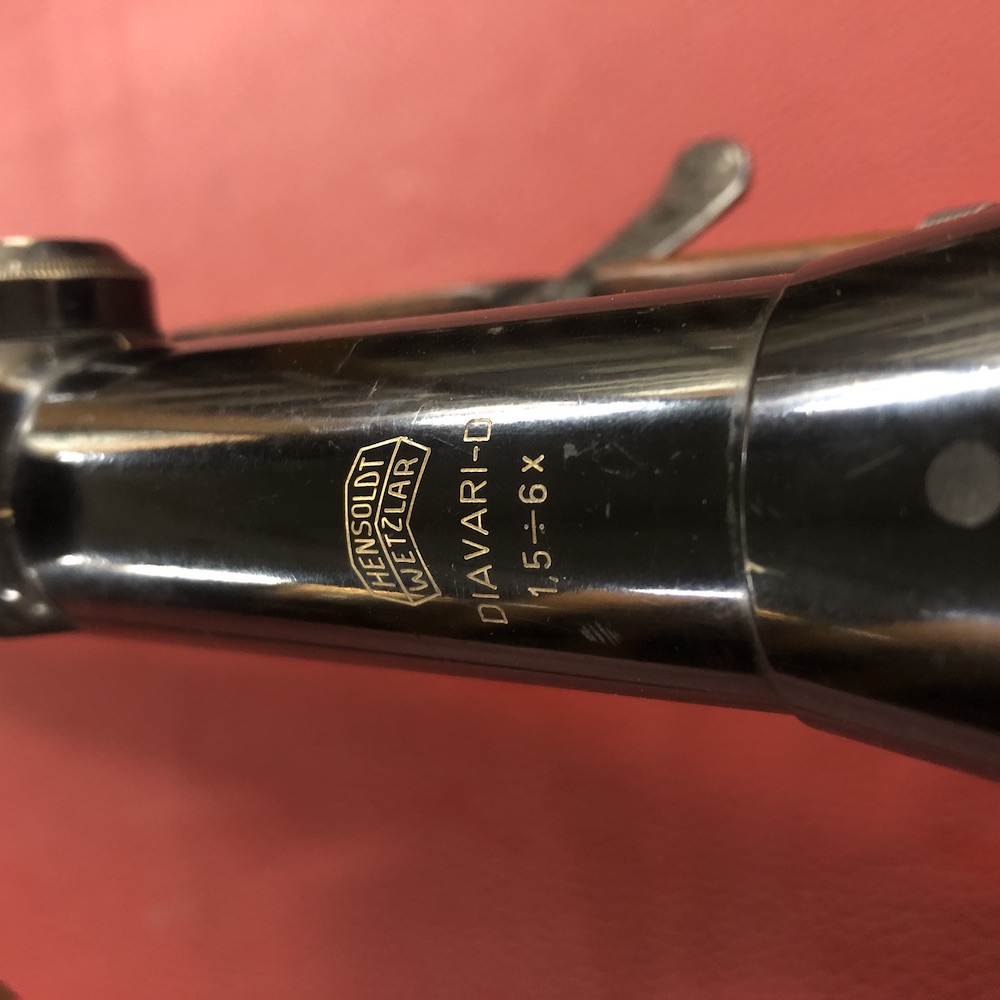 HENSOLDT
WETZLAR
DIAVARI-D
1,5÷6x